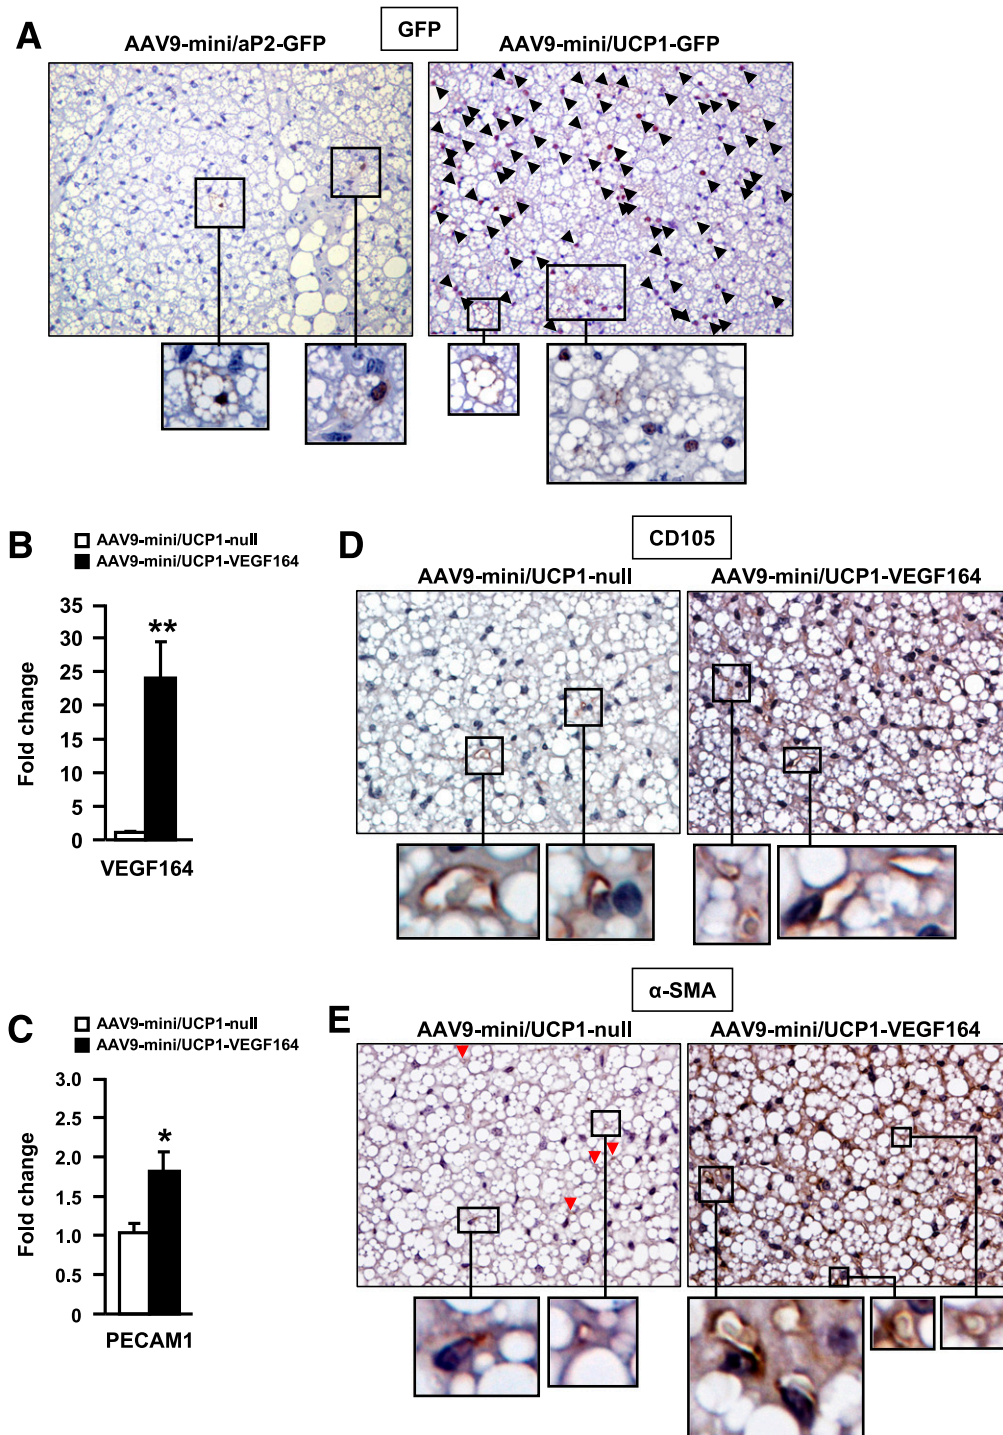 A
GFP
AAV9-mini/aP2-GFP
AAV9-mini/UCP1-GFP
B
AAV9-mini/UCP1-null
AAV9-mini/UCP1-VEGF164
35
30
25
20
15
10
5
0
Fold change
**
VEGF164
C
AAV9-mini/UCP1-null
AAV9-mini/UCP1-VEGF164
3.0
2.5
2.0
1.5
1.0
0.5
0
Fold change
*
PECAM1
D
CD105
AAV9-mini/UCP1-null
AAV9-mini/UCP1-VEGF164
E
α-SMA
AAV9-mini/UCP1-null
AAV9-mini/UCP1-VEGF164